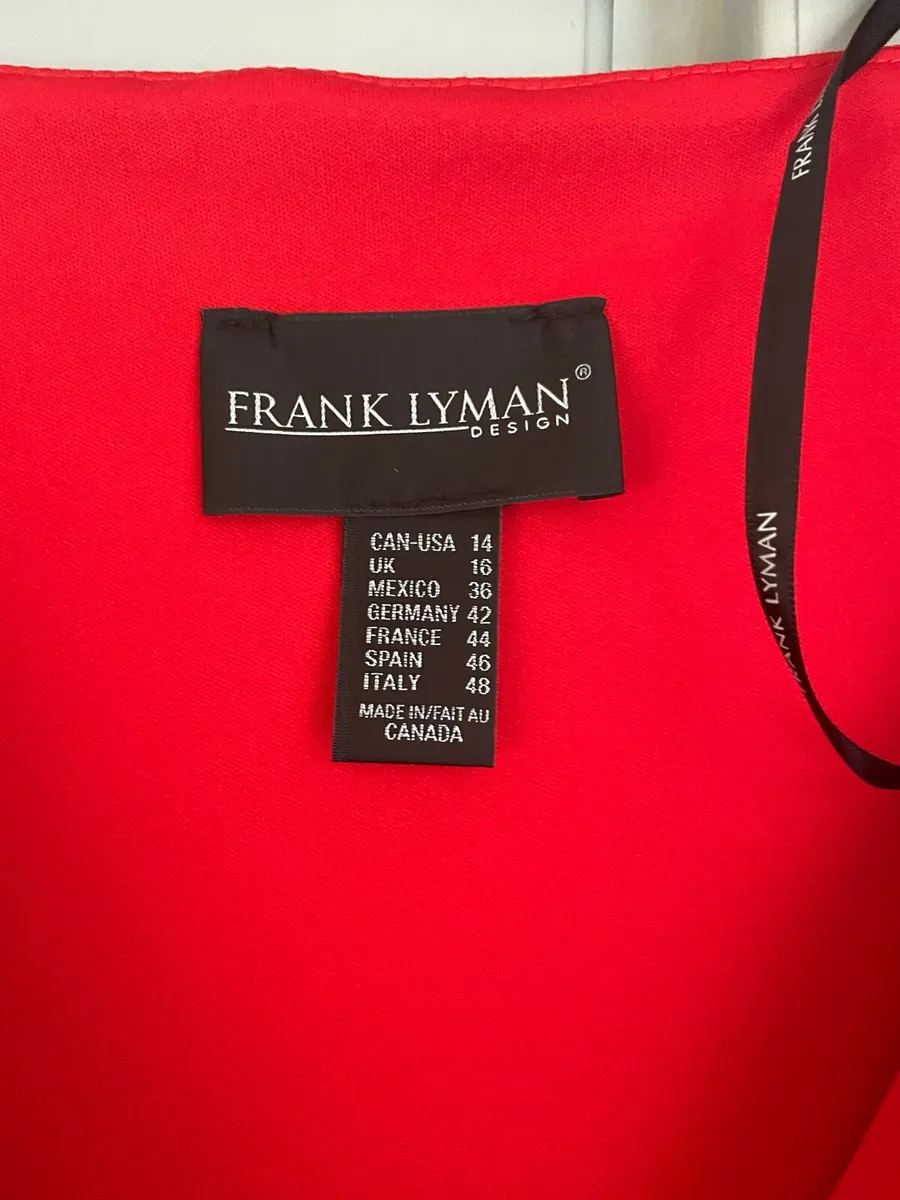 FRANK LYMAN®
DESIGN
CAN-USA 14
UK 16
MEXICO 36
GERMANY 42
FRANCE 44
SPAIN 46
ITALY 48
MADE IN/FAIT AU
CANADA
FRANK
LYMAN